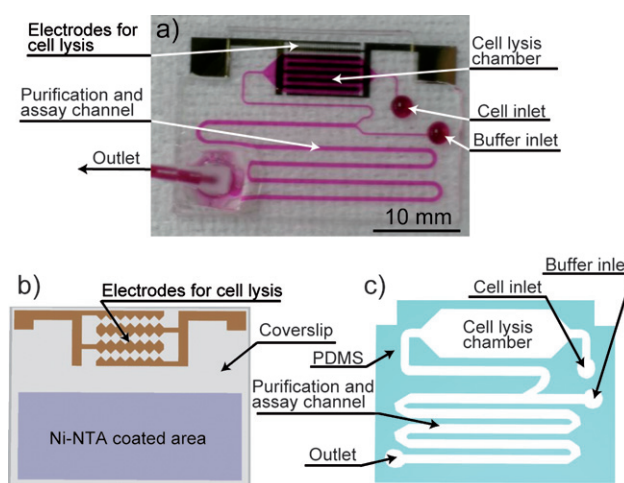 Electrodes for
cell lysis
a)
Cell lysis
chamber
Purification and
assay channel
Cell inlet
Buffer inlet
Outlet
10 mm
b)
Electrodes for cell lysis
Coverslip
Ni-NTA coated area
c)
Buffer inlet
Cell inlet
Cell lysis
chamber
PDMS
Purification and
assay channel
Outlet